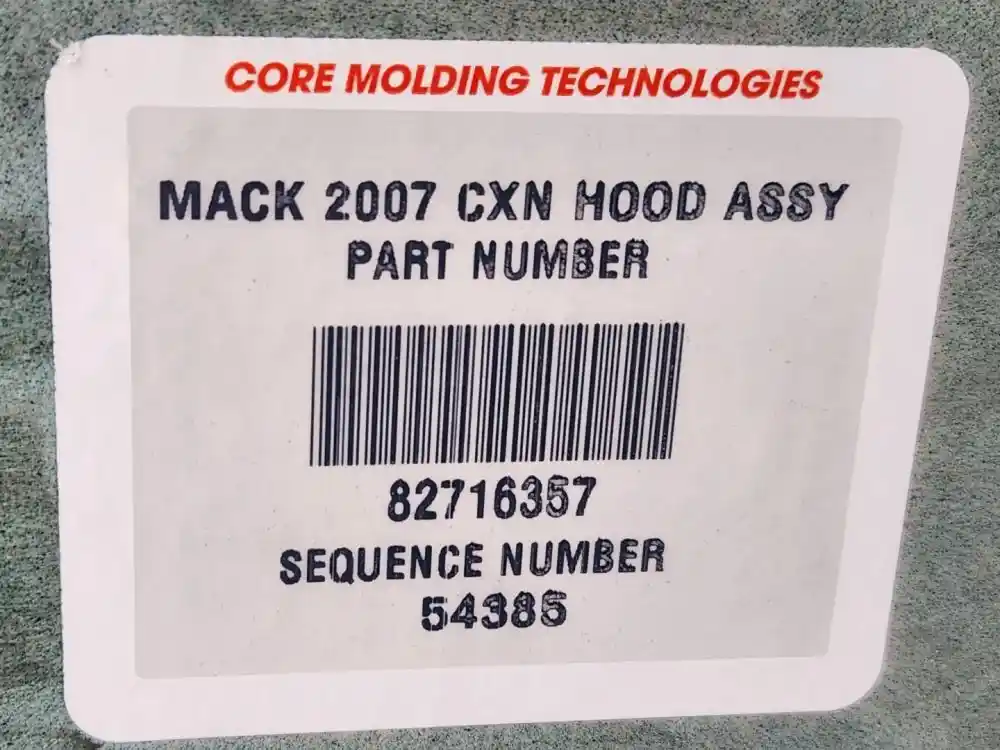 CORE MOLDING TECHNOLOGIES
MACK 2007 CXN HOOD ASSY
PART NUMBER
82716357
SEQUENCE NUMBER
54385